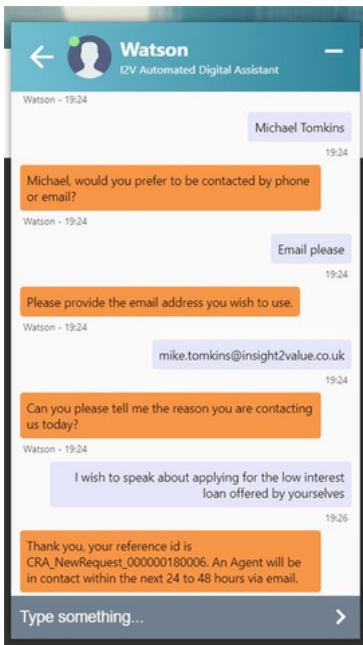 Watson
I2V Automated Digital Assistant
Watson - 19:24
Michael Tomkins
19:24
Michael, would you prefer to be contacted by phone
or email?
Watson - 19:24
Email please
19:24
Please provide the email address you wish to use.
Watson - 19:24
mike.tomkins@insight2value.co.uk
19:24
Can you please tell me the reason you are contacting
us today?
Watson - 19:24
I wish to speak about applying for the low interest
loan offered by yourselves
19:26
Thank you, your reference id is
CRA_NewRequest_000000180006. An Agent will
be in contact within the next 24 to 48 hours via email.
Type something...